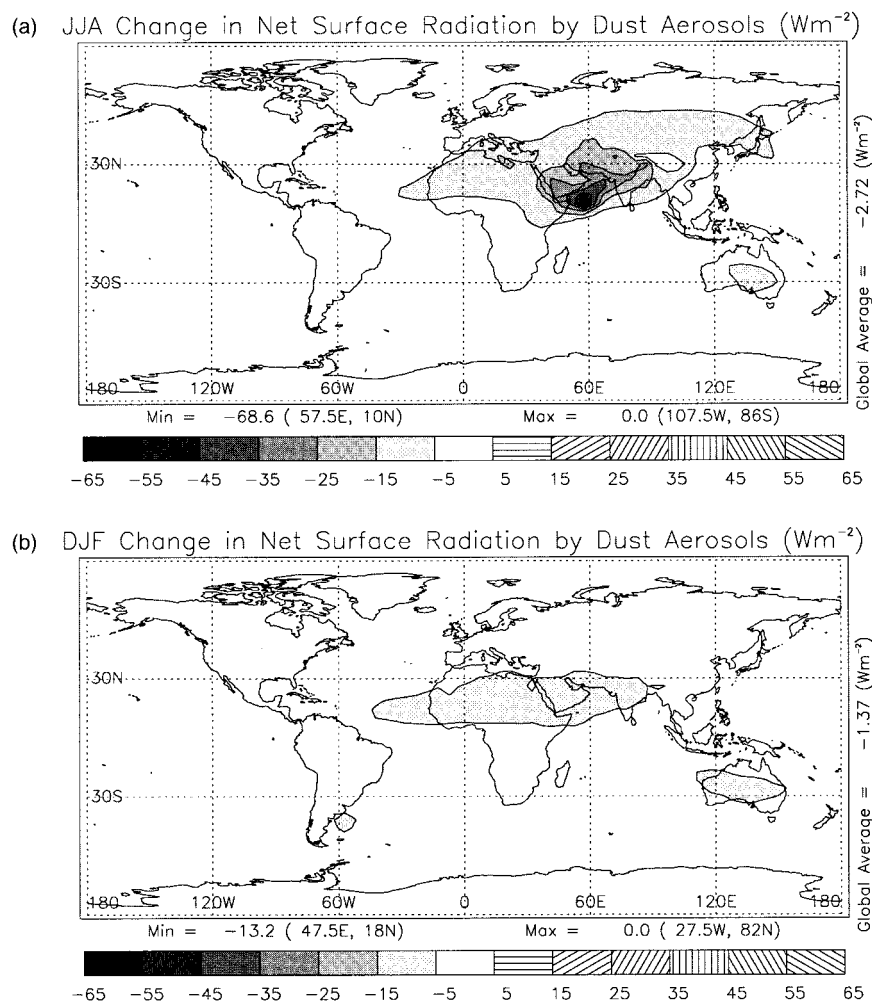 (a) JJA Change in Net Surface Radiation by Dust Aerosols (Wm⁻²)
30N
30S
180 120W 60W 0 60E 120E 180
Global Average = -2.72 (Wm⁻²)
Min = -68.6 ( 57.5E, 10N) Max = 0.0 (107.5W, 86S)
-65 -55 -45 -35 -25 -15 -5 5 15 25 35 45 55 65
(b) DJF Change in Net Surface Radiation by Dust Aerosols (Wm⁻²)
30N
30S
180 120W 60W 0 60E 120E 180
Global Average = -1.37 (Wm⁻²)
Min = -13.2 ( 47.5E, 18N) Max = 0.0 (27.5W, 82N)
-65 -55 -45 -35 -25 -15 -5 5 15 25 35 45 55 65